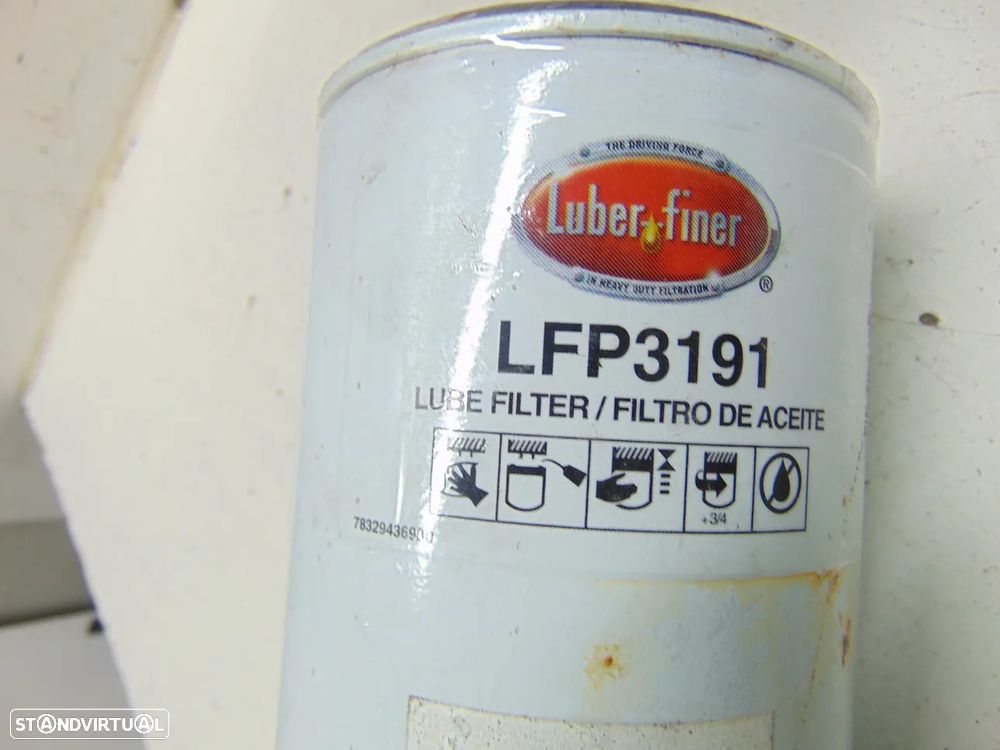 THE DRIVING FORCE
Luber-finer
IN HEAVY DUTY FILTRATION
®
LFP3191
LUBE FILTER / FILTRO DE ACEITE
+3/4
78329436900
STANDVIRTUAL